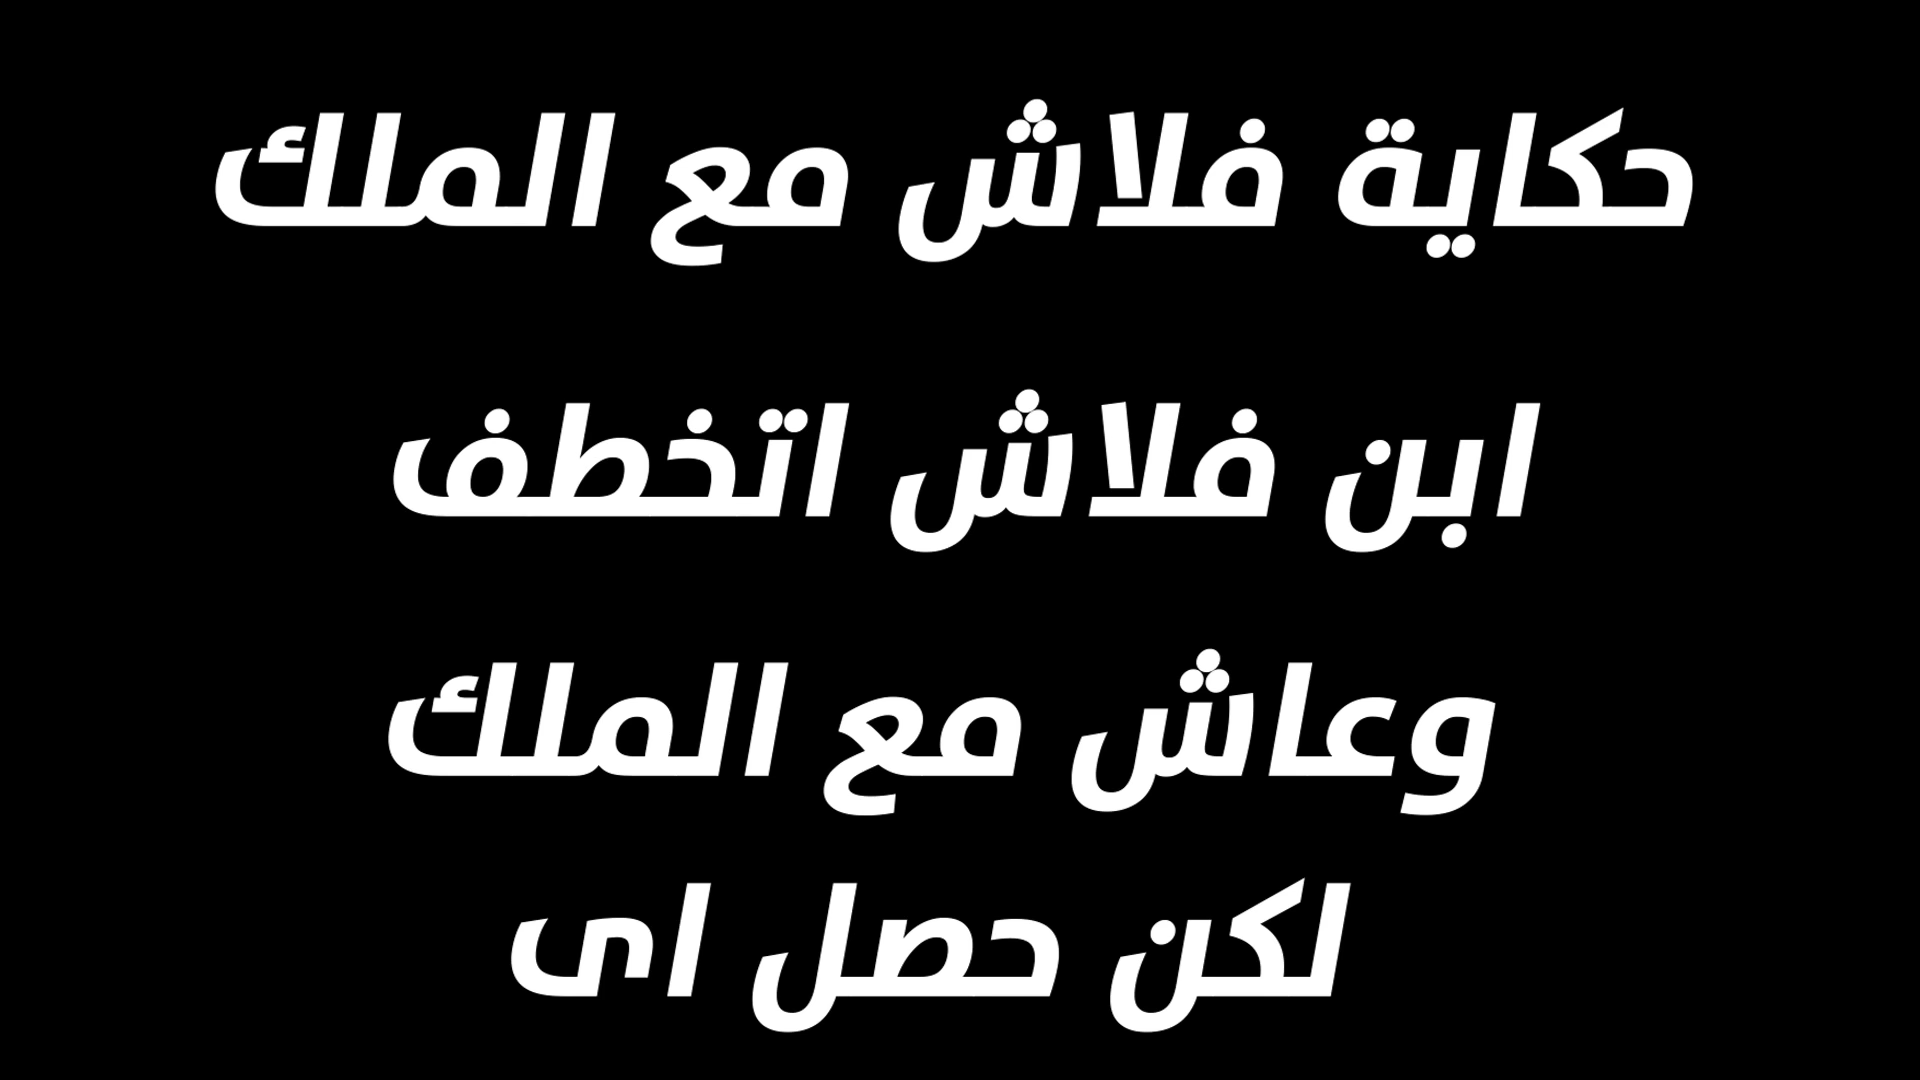 حكاية فلاش مع الملك
ابن فلاش اتخطف
وعاش مع الملك
لكن حصل اى